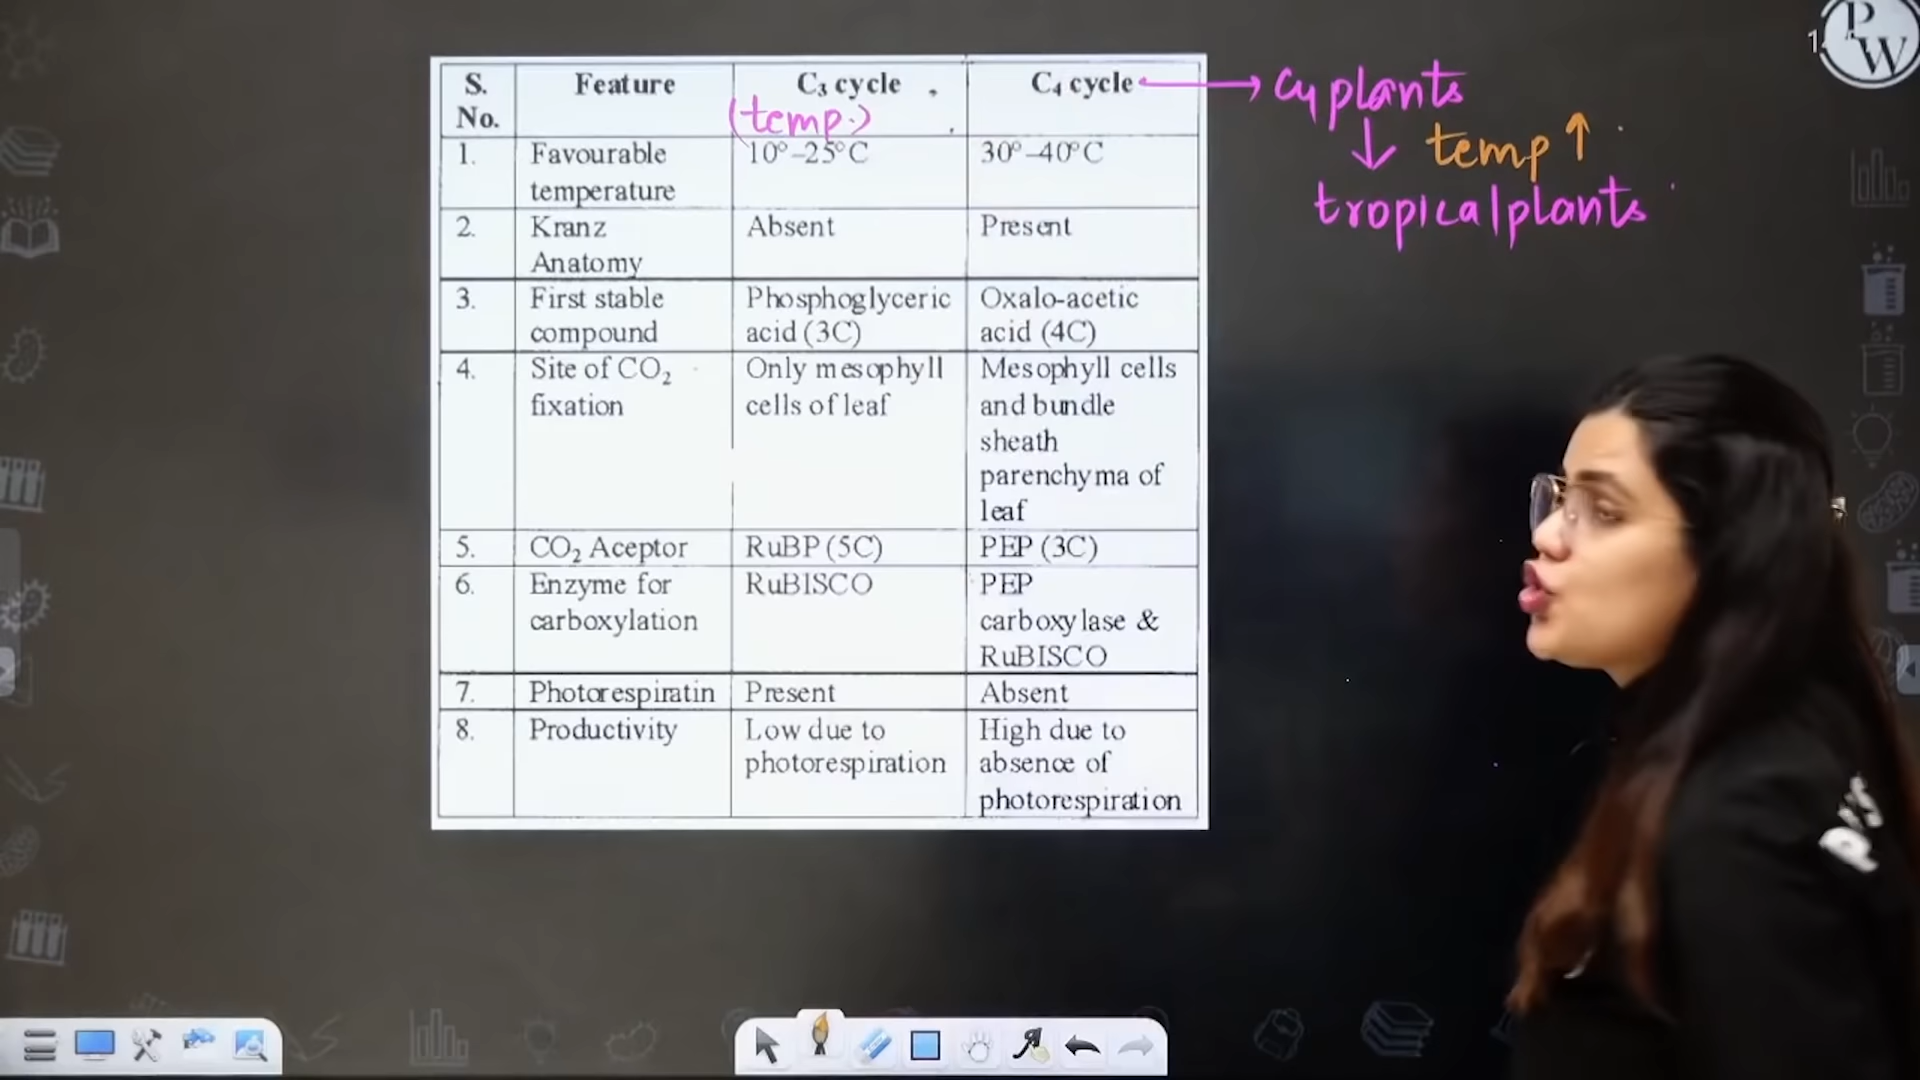 PW
S. No.
Feature
C₃ cycle
C₄ cycle
(temp.)
C4 plants
temp ↑
tropical plants
1.
Favourable temperature
10°–25°C
30°–40°C
2.
Kranz Anatomy
Absent
Present
3.
First stable compound
Phosphoglyceric acid (3C)
Oxalo-acetic acid (4C)
4.
Site of CO₂ fixation
Only mesophyll cells of leaf
Mesophyll cells and bundle sheath parenchyma of leaf
5.
CO₂ Aceptor
RuBP (5C)
PEP (3C)
6.
Enzyme for carboxylation
RuBISCO
PEP carboxylase & RuBISCO
7.
Photorespiratin
Present
Absent
8.
Productivity
Low due to photorespiration
High due to absence of photorespiration